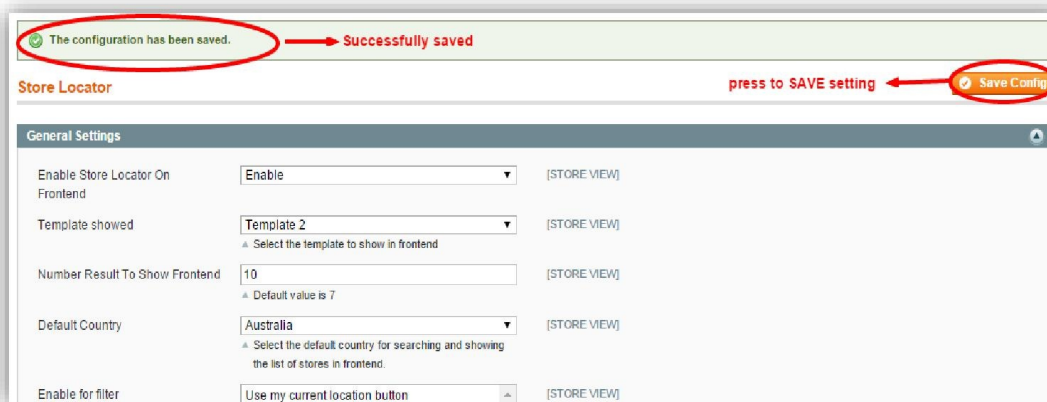 The configuration has been saved. Successfully saved
Store Locator press to SAVE setting Save Config
General Settings
Enable Store Locator On Frontend Enable [STORE VIEW]
Template showed Template 2 [STORE VIEW]
Select the template to show in frontend
Number Result To Show Frontend 10 [STORE VIEW]
Default value is 7
Default Country Australia [STORE VIEW]
Select the default country for searching and showing
the list of stores in frontend.
Enable for filter Use my current location button [STORE VIEW]